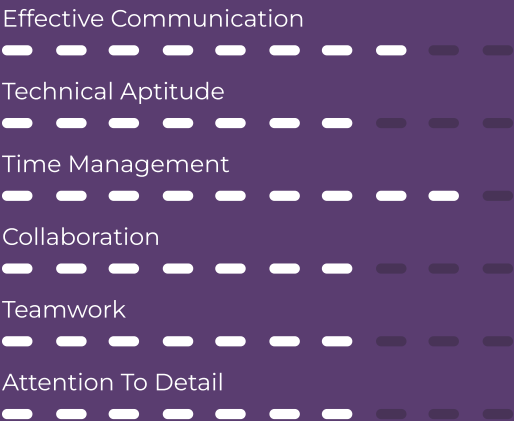 Effective Communication
Technical Aptitude
Time Management
Collaboration
Teamwork
Attention To Detail